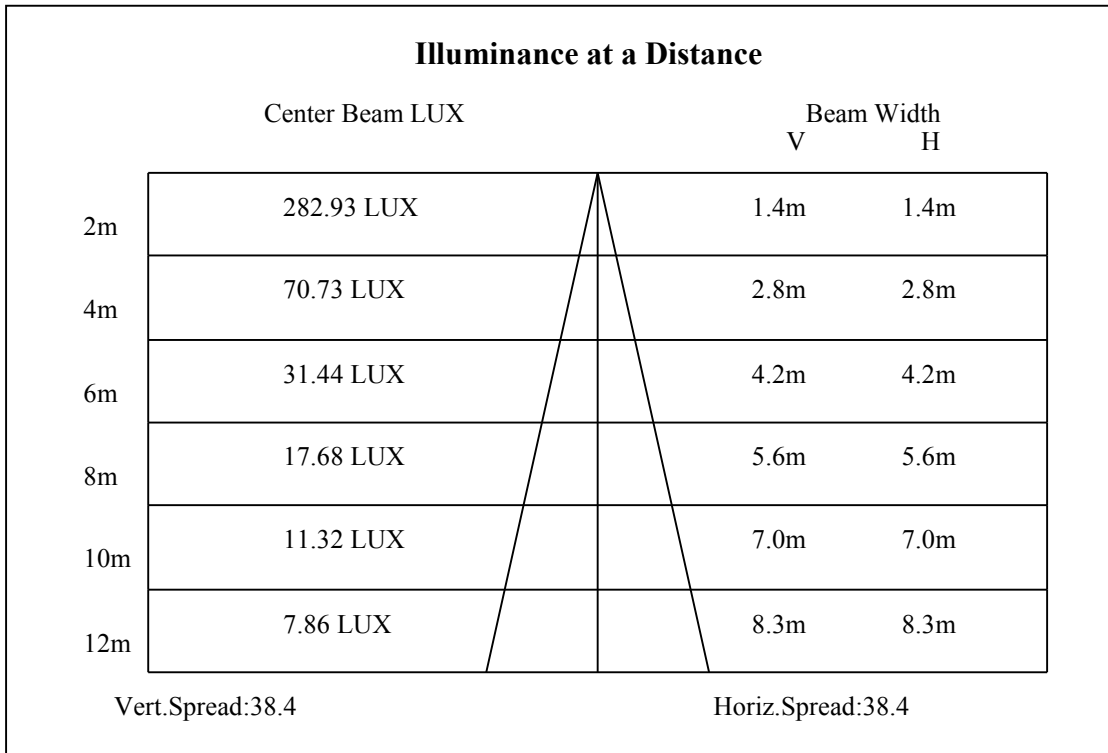 Illuminance at a Distance
Center Beam LUX Beam Width
V H
2m 282.93 LUX 1.4m 1.4m
4m 70.73 LUX 2.8m 2.8m
6m 31.44 LUX 4.2m 4.2m
8m 17.68 LUX 5.6m 5.6m
10m 11.32 LUX 7.0m 7.0m
12m 7.86 LUX 8.3m 8.3m
Vert.Spread:38.4 Horiz.Spread:38.4